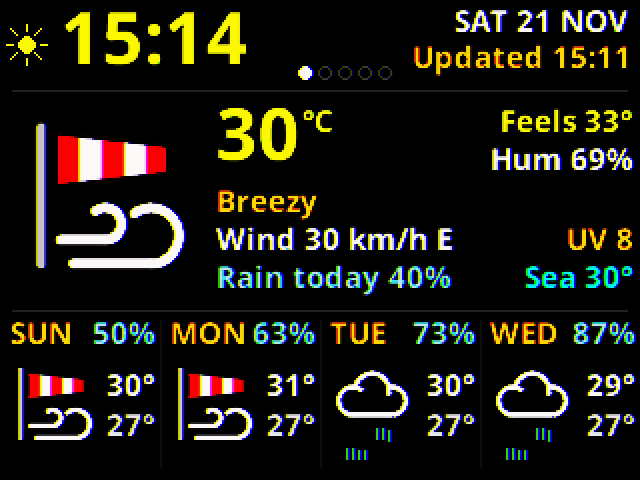 15:14
SAT 21 NOV
Updated 15:11
30°C
Feels 33°
Hum 69%
Breezy
Wind 30 km/h E
UV 8
Rain today 40%
Sea 30°
SUN 50%
30°
27°
MON 63%
31°
27°
TUE 73%
30°
27°
WED 87%
29°
27°